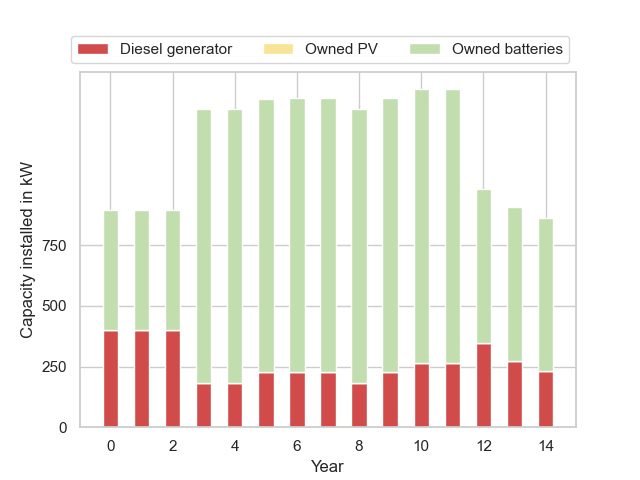 Diesel generator Owned PV Owned batteries
Capacity installed in kW
750
500
250
0
0 2 4 6 8 10 12 14
Year